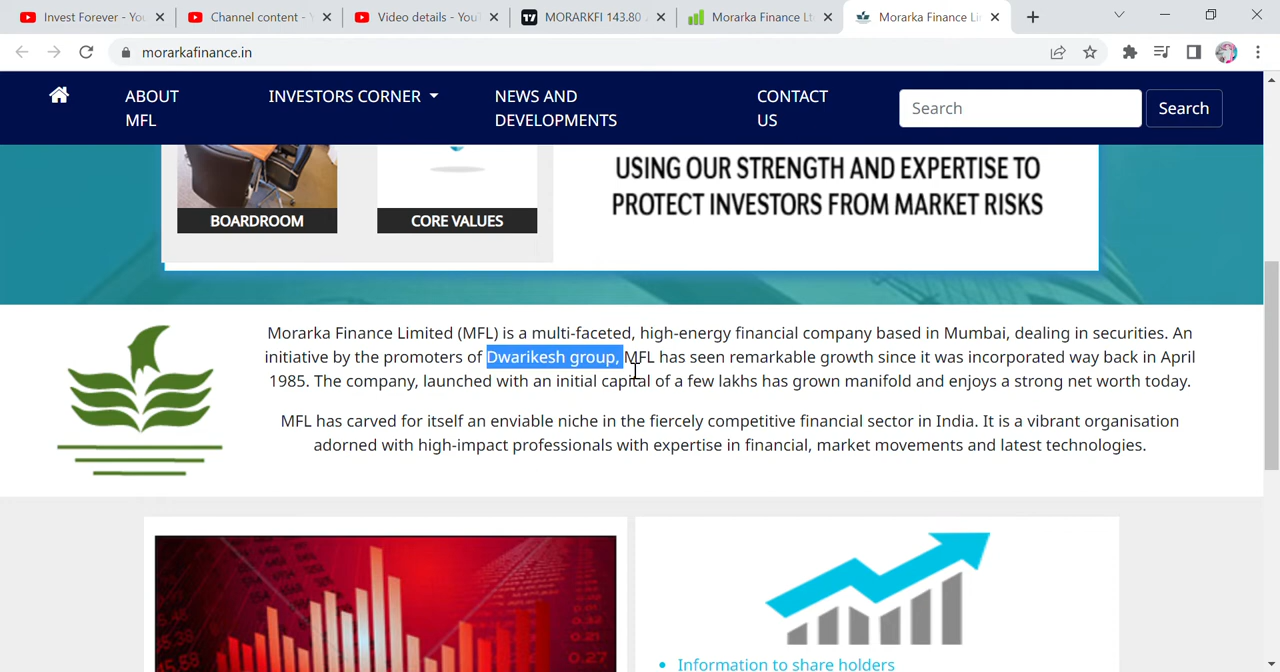 Invest Forever - You
Channel content - Y
Video details - YouT
MORARKFI 143.80
Morarka Finance Lt
Morarka Finance Li
morarkafinance.in
ABOUT
MFL
INVESTORS CORNER
NEWS AND
DEVELOPMENTS
CONTACT
US
Search
Search
BOARDROOM
CORE VALUES
USING OUR STRENGTH AND EXPERTISE TO
PROTECT INVESTORS FROM MARKET RISKS
Morarka Finance Limited (MFL) is a multi-faceted, high-energy financial company based in Mumbai, dealing in securities. An
initiative by the promoters of Dwarikesh group, MFL has seen remarkable growth since it was incorporated way back in April
1985. The company, launched with an initial capital of a few lakhs has grown manifold and enjoys a strong net worth today.
MFL has carved for itself an enviable niche in the fiercely competitive financial sector in India. It is a vibrant organisation
adorned with high-impact professionals with expertise in financial, market movements and latest technologies.
0.21
0.27
Information to share holders